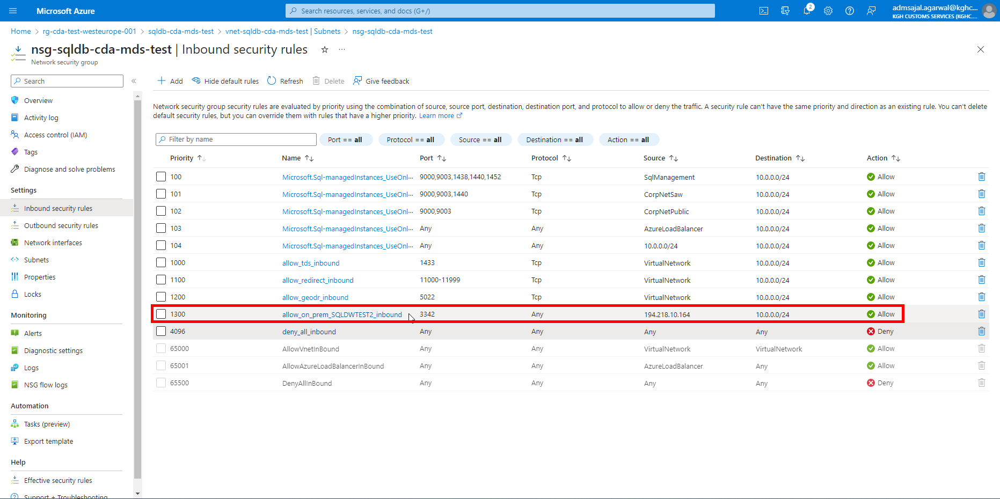 Microsoft Azure
Search resources, services, and docs (G+/)
2
admsajal.agarwal@kghc...
KGH CUSTOMS SERVICES (KGHC....
Home > rg-cda-test-westeurope-001 > sqldb-cda-mds-test > vnet-sqldb-cda-mds-test | Subnets > nsg-sqldb-cda-mds-test
nsg-sqldb-cda-mds-test | Inbound security rules ☆ ...
Network security group
Search «
Overview
Activity log
Access control (IAM)
Tags
Diagnose and solve problems
Settings
Inbound security rules
Outbound security rules
Network interfaces
Subnets
Properties
Locks
Monitoring
Alerts
Diagnostic settings
Logs
NSG flow logs
Automation
Tasks (preview)
Export template
Help
Effective security rules
Support + Troubleshooting
Add Hide default rules Refresh Delete Give feedback
Network security group security rules are evaluated by priority using the combination of source, source port, destination, destination port, and protocol to allow or deny the traffic. A security rule can't have the same priority and direction as an existing rule. You can't delete
default security rules, but you can override them with rules that have a higher priority. Learn more
Filter by name Port == all Protocol == all Source == all Destination == all Action == all
Priority ↑↓ Name ↑↓ Port ↑↓ Protocol ↑↓ Source ↑↓ Destination ↑↓ Action ↑↓
100 Microsoft.Sql-managedInstances_UseOnl... 9000,9003,1438,1440,1452 Tcp SqlManagement 10.0.0.0/24 Allow
101 Microsoft.Sql-managedInstances_UseOnl... 9000,9003,1440 Tcp CorpNetSaw 10.0.0.0/24 Allow
102 Microsoft.Sql-managedInstances_UseOnl... 9000,9003 Tcp CorpNetPublic 10.0.0.0/24 Allow
103 Microsoft.Sql-managedInstances_UseOnl... Any Any AzureLoadBalancer 10.0.0.0/24 Allow
104 Microsoft.Sql-managedInstances_UseOnl... Any Any 10.0.0.0/24 10.0.0.0/24 Allow
1000 allow_tds_inbound 1433 Tcp VirtualNetwork 10.0.0.0/24 Allow
1100 allow_redirect_inbound 11000-11999 Tcp VirtualNetwork 10.0.0.0/24 Allow
1200 allow_geodr_inbound 5022 Tcp VirtualNetwork 10.0.0.0/24 Allow
1300 allow_on_prem_SQLDWTEST2_inbound 3342 Any 194.218.10.164 10.0.0.0/24 Allow
4096 deny_all_inbound Any Any Any Any Deny
65000 AllowVnetInBound Any Any VirtualNetwork VirtualNetwork Allow
65001 AllowAzureLoadBalancerInBound Any Any AzureLoadBalancer Any Allow
65500 DenyAllInBound Any Any Any Any Deny